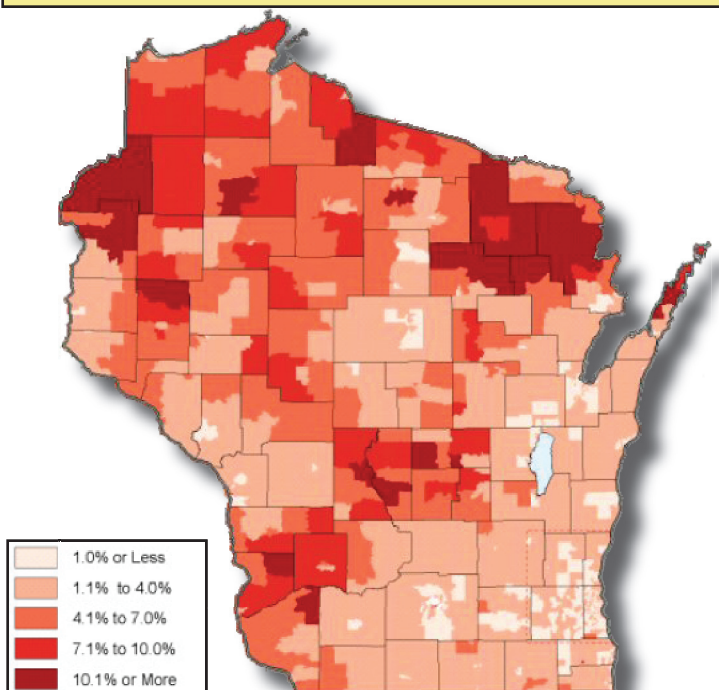 1.0% or Less
1.1% to 4.0%
4.1% to 7.0%
7.1% to 10.0%
10.1% or More